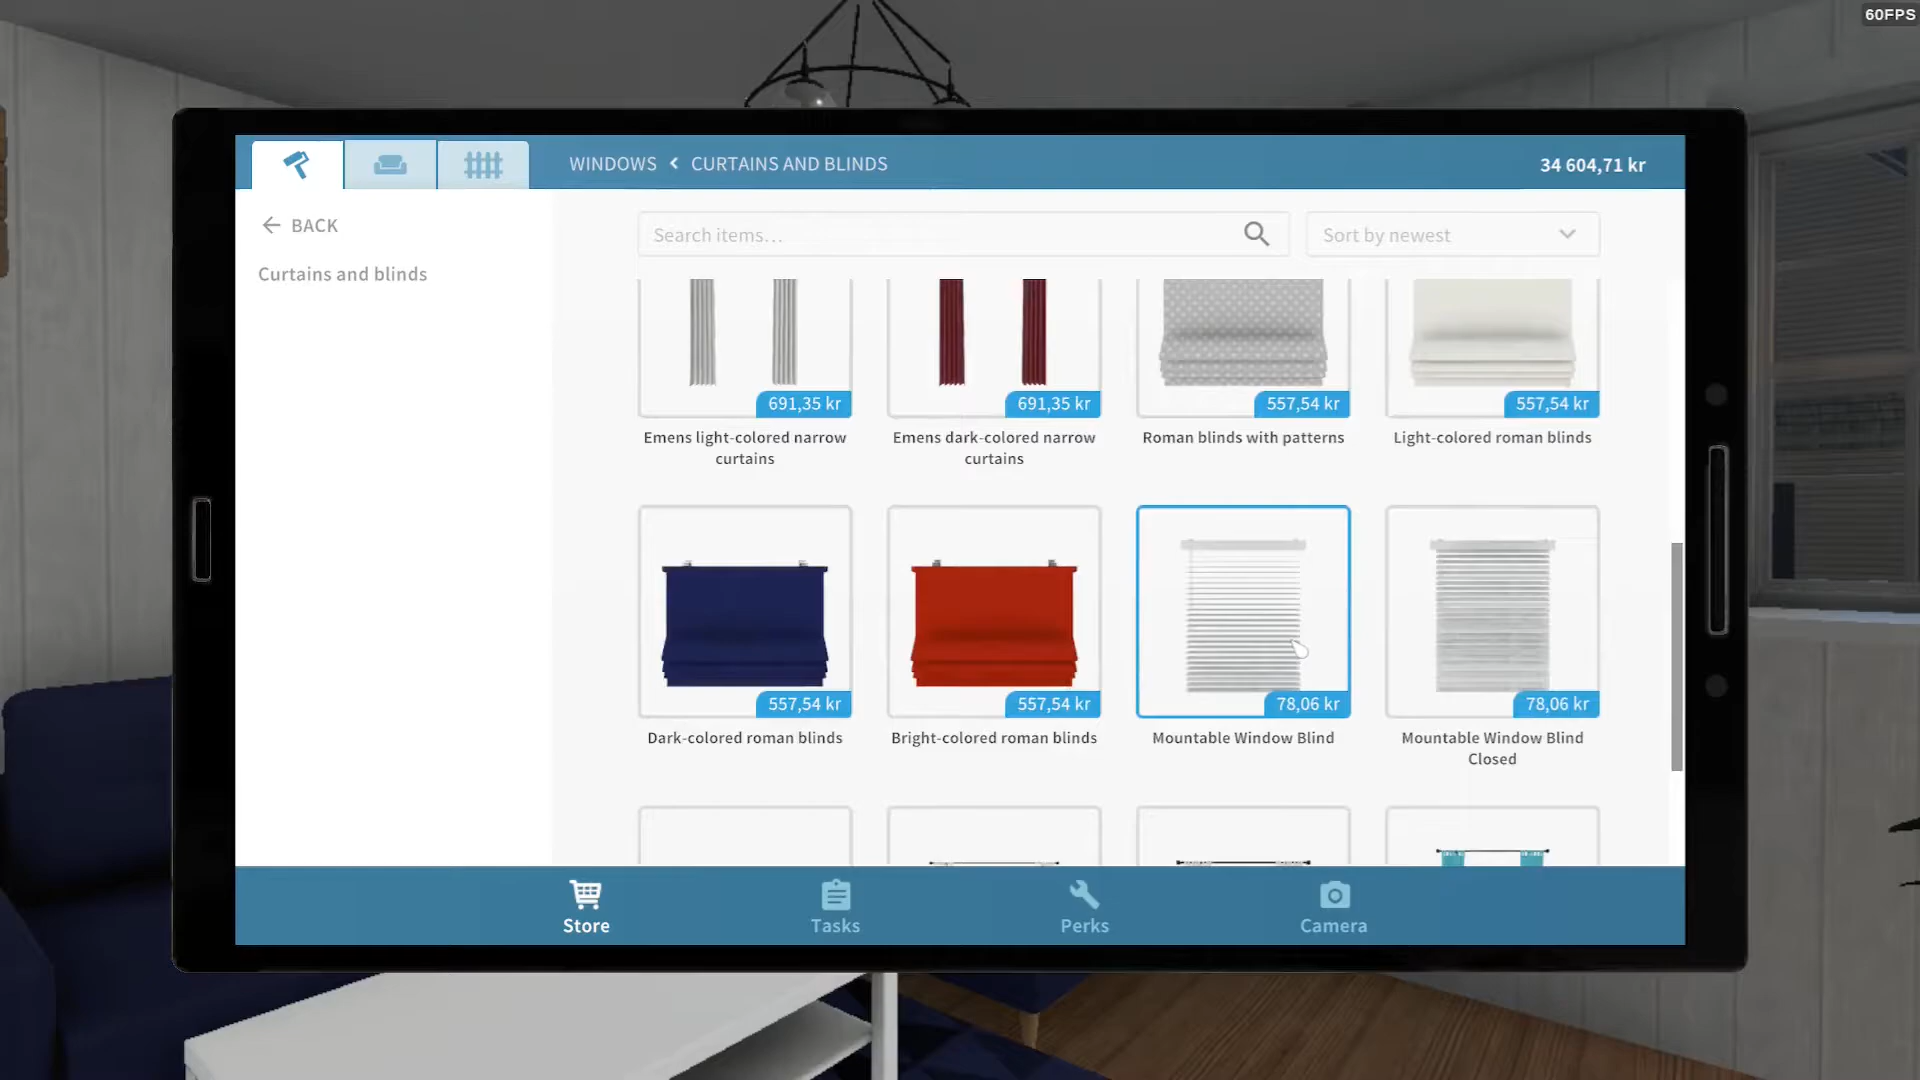 60FPS
WINDOWS < CURTAINS AND BLINDS
34 604,71 kr
BACK
Curtains and blinds
Search items...
Sort by newest
691,35 kr
691,35 kr
557,54 kr
557,54 kr
Emens light-colored narrow
curtains
Emens dark-colored narrow
curtains
Roman blinds with patterns
Light-colored roman blinds
557,54 kr
557,54 kr
78,06 kr
78,06 kr
Dark-colored roman blinds
Bright-colored roman blinds
Mountable Window Blind
Mountable Window Blind
Closed
Store
Tasks
Perks
Camera